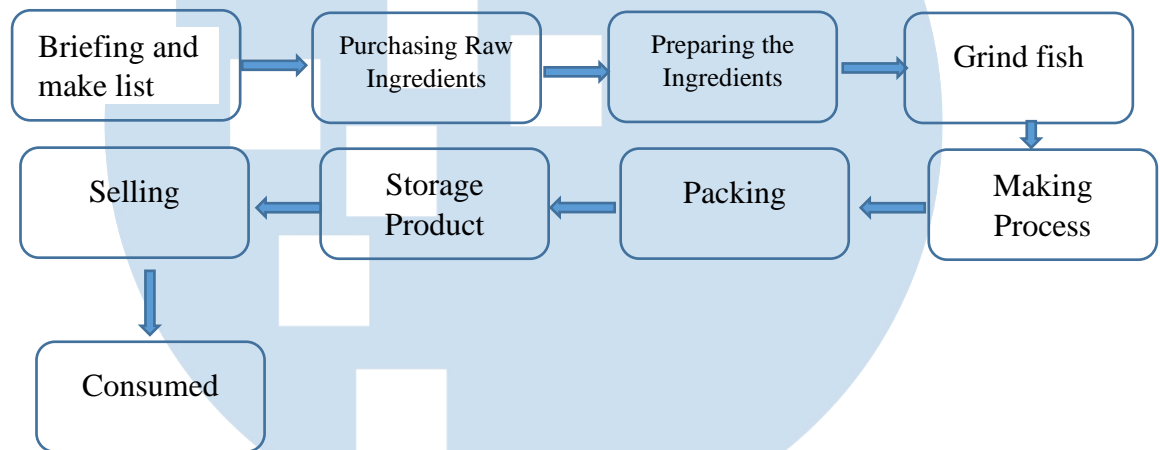 Briefing and
make list
Purchasing Raw
Ingredients
Preparing the
Ingredients
Grind fish
Making
Process
Packing
Storage
Product
Selling
Consumed